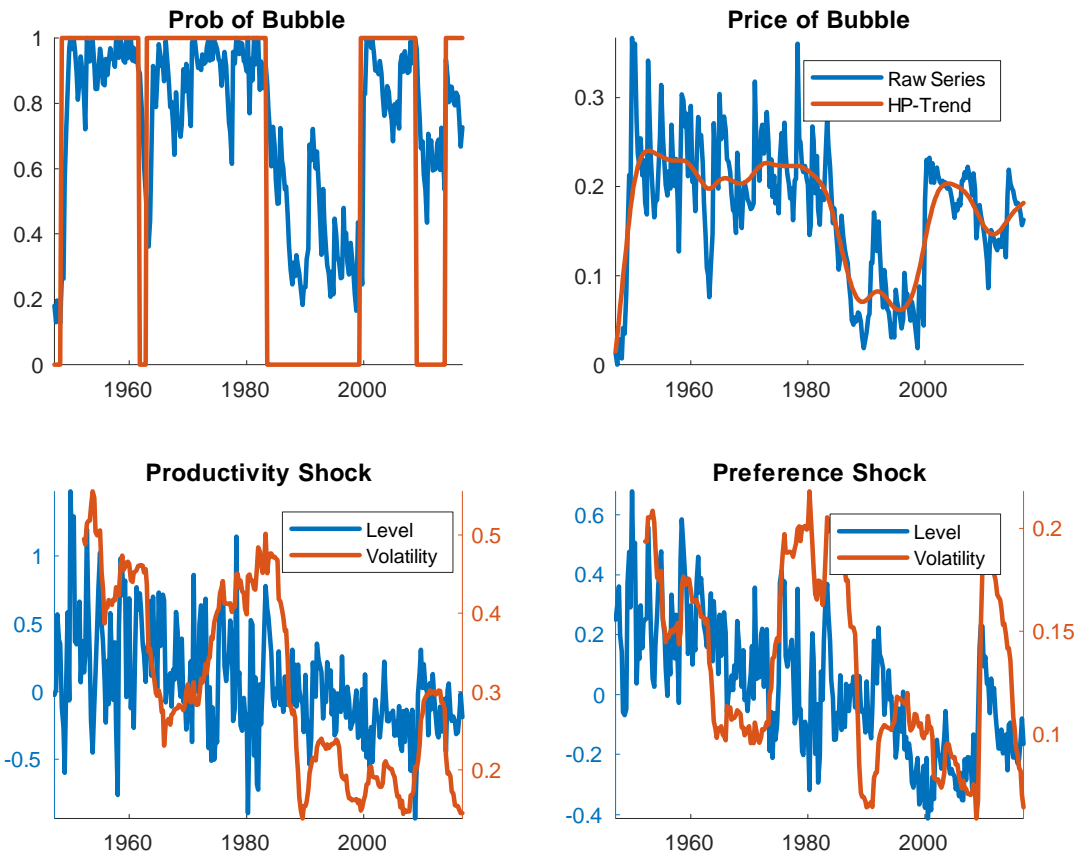 Prob of Bubble
1
0.8
0.6
0.4
0.2
0
1960 1980 2000
Price of Bubble
0.3
0.2
0.1
0
Raw Series
HP-Trend
1960 1980 2000
Productivity Shock
1
0.5
0
-0.5
Level
Volatility
0.5
0.4
0.3
0.2
1960 1980 2000
Preference Shock
0.6
0.4
0.2
0
-0.2
-0.4
Level
Volatility
0.2
0.15
0.1
1960 1980 2000